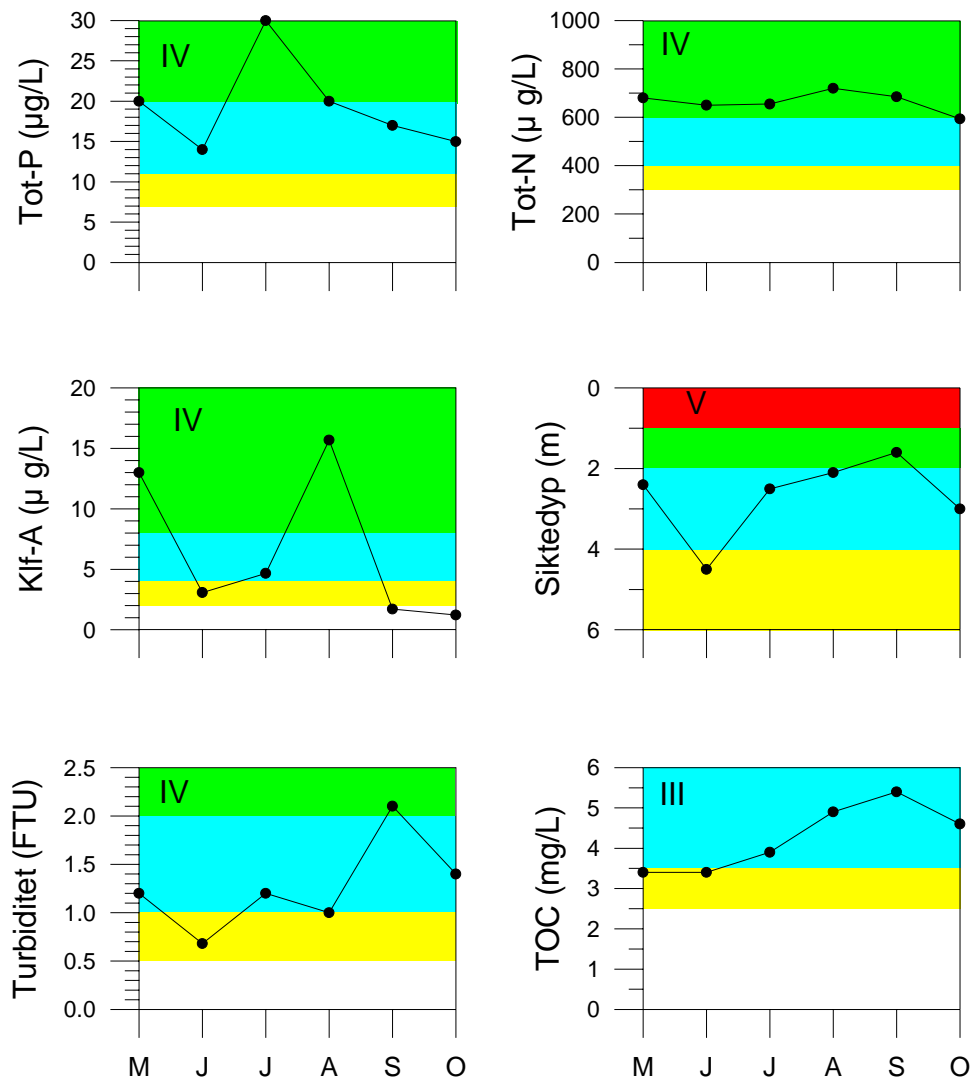 Tot-P (µg/L)
30
25
20
15
10
5
0
IV
Tot-N (µ g/L)
1000
800
600
400
200
0
IV
Klf-A (µ g/L)
20
15
10
5
0
IV
Siktedyp (m)
0
2
4
6
V
Turbiditet (FTU)
2.5
2.0
1.5
1.0
0.5
0.0
IV
M J J A S O
TOC (mg/L)
6
5
4
3
2
1
0
III
M J J A S O